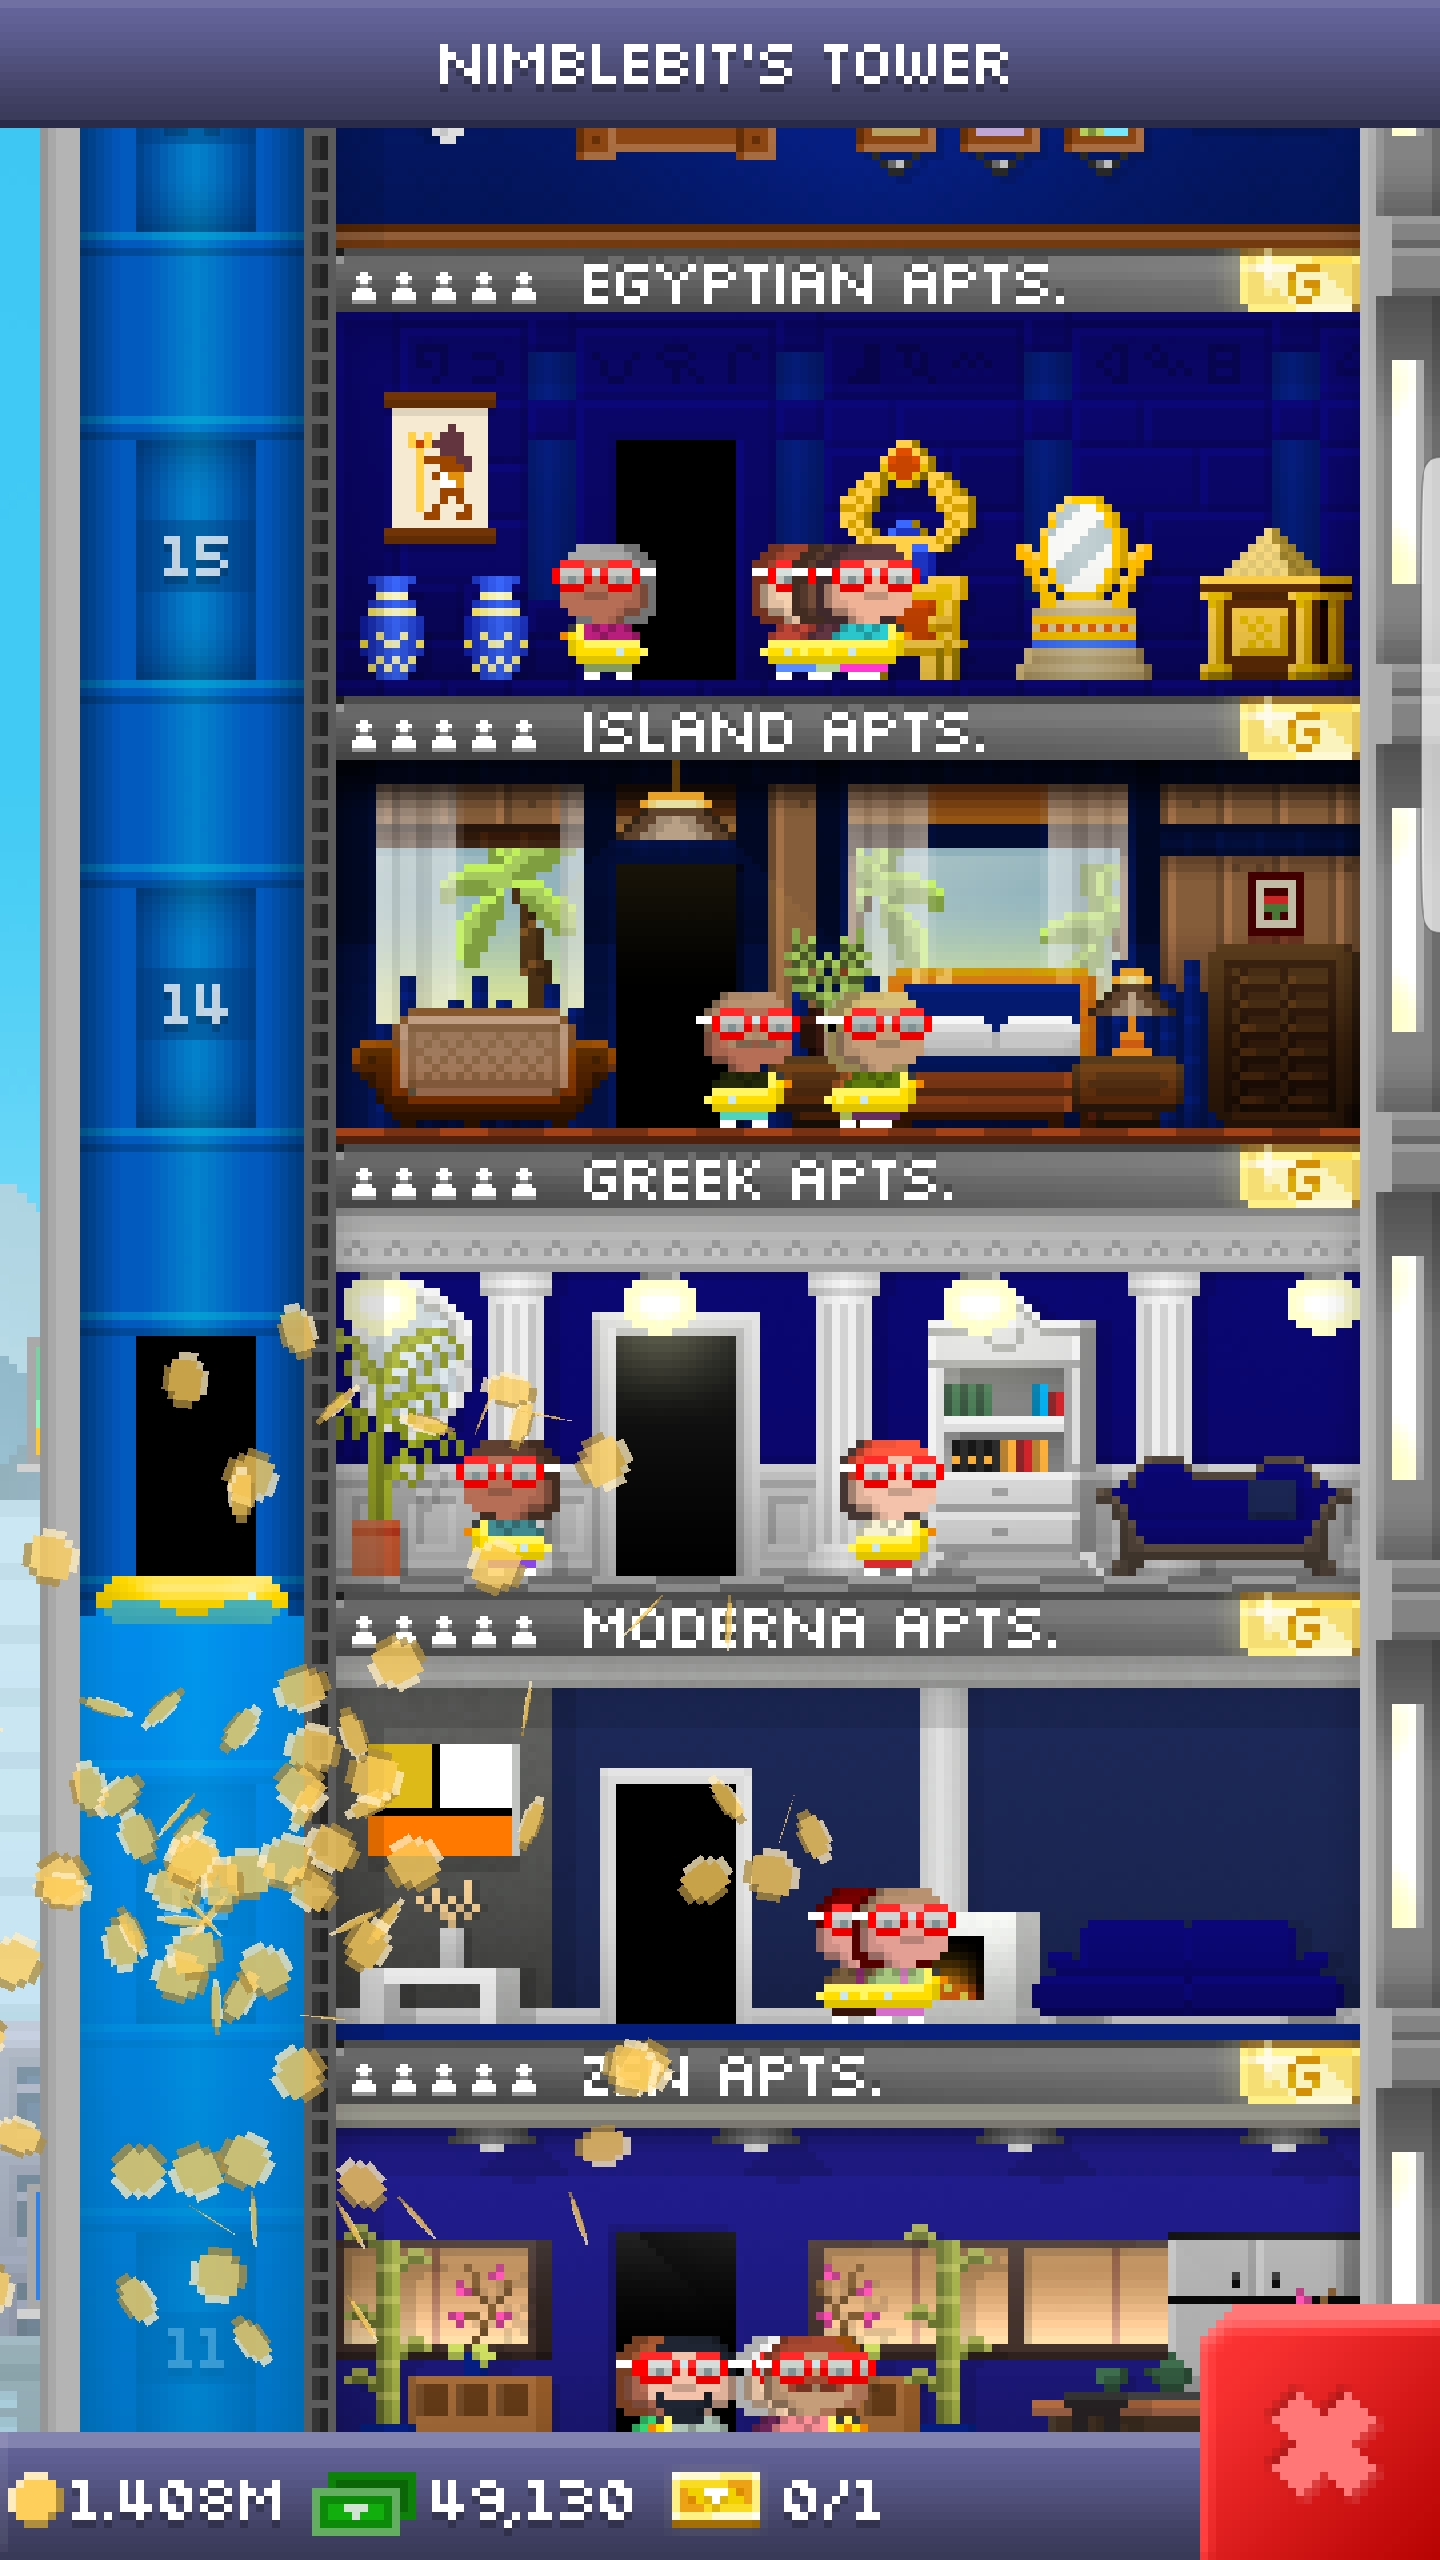 NIMBLEBIT'S TOWER
EGYPTIAN APTS. G
15
ISLAND APTS. G
14
GREEK APTS. G
MODERNA APTS. G
ZEN APTS. G
11
1.408M 49,130 0/1